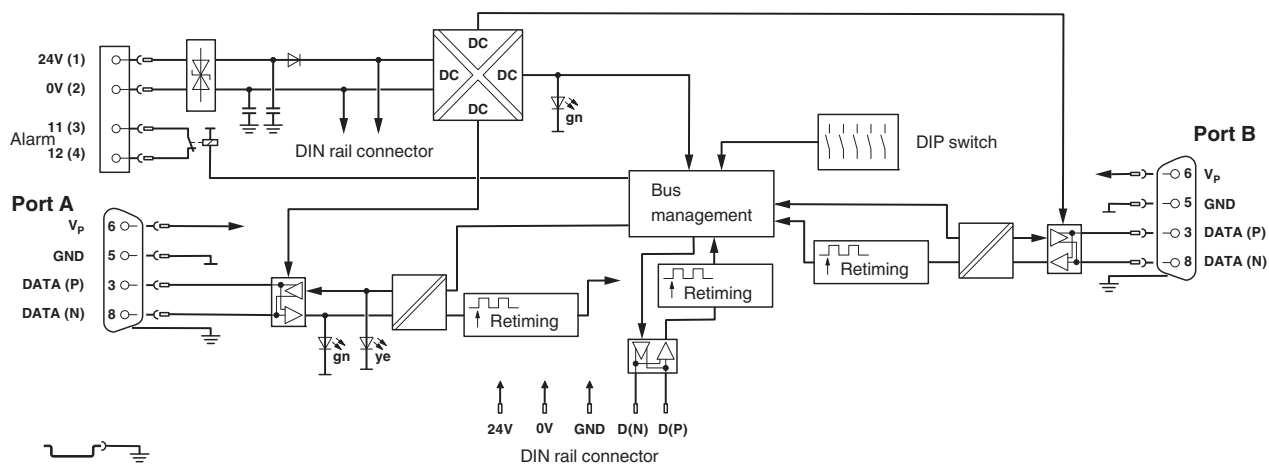 24V (1)
0V (2)
11 (3)
Alarm
12 (4)
DC
DC
DC
DC
gn
DIN rail connector
DIP switch
Port B
6 VP
5 GND
3 DATA (P)
8 DATA (N)
Bus
management
Retiming
Retiming
Port A
VP 6
GND 5
DATA (P) 3
DATA (N) 8
Retiming
gn
ye
24V
0V
GND
D(N)
D(P)
DIN rail connector